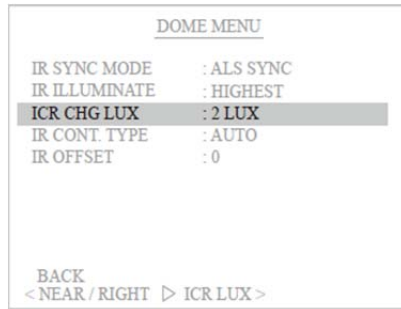 DOME MENU
IR SYNC MODE : ALS SYNC
IR ILLUMINATE : HIGHEST
ICR CHG LUX : 2 LUX
IR CONT. TYPE : AUTO
IR OFFSET : 0
BACK
< NEAR / RIGHT ▷ ICR LUX >